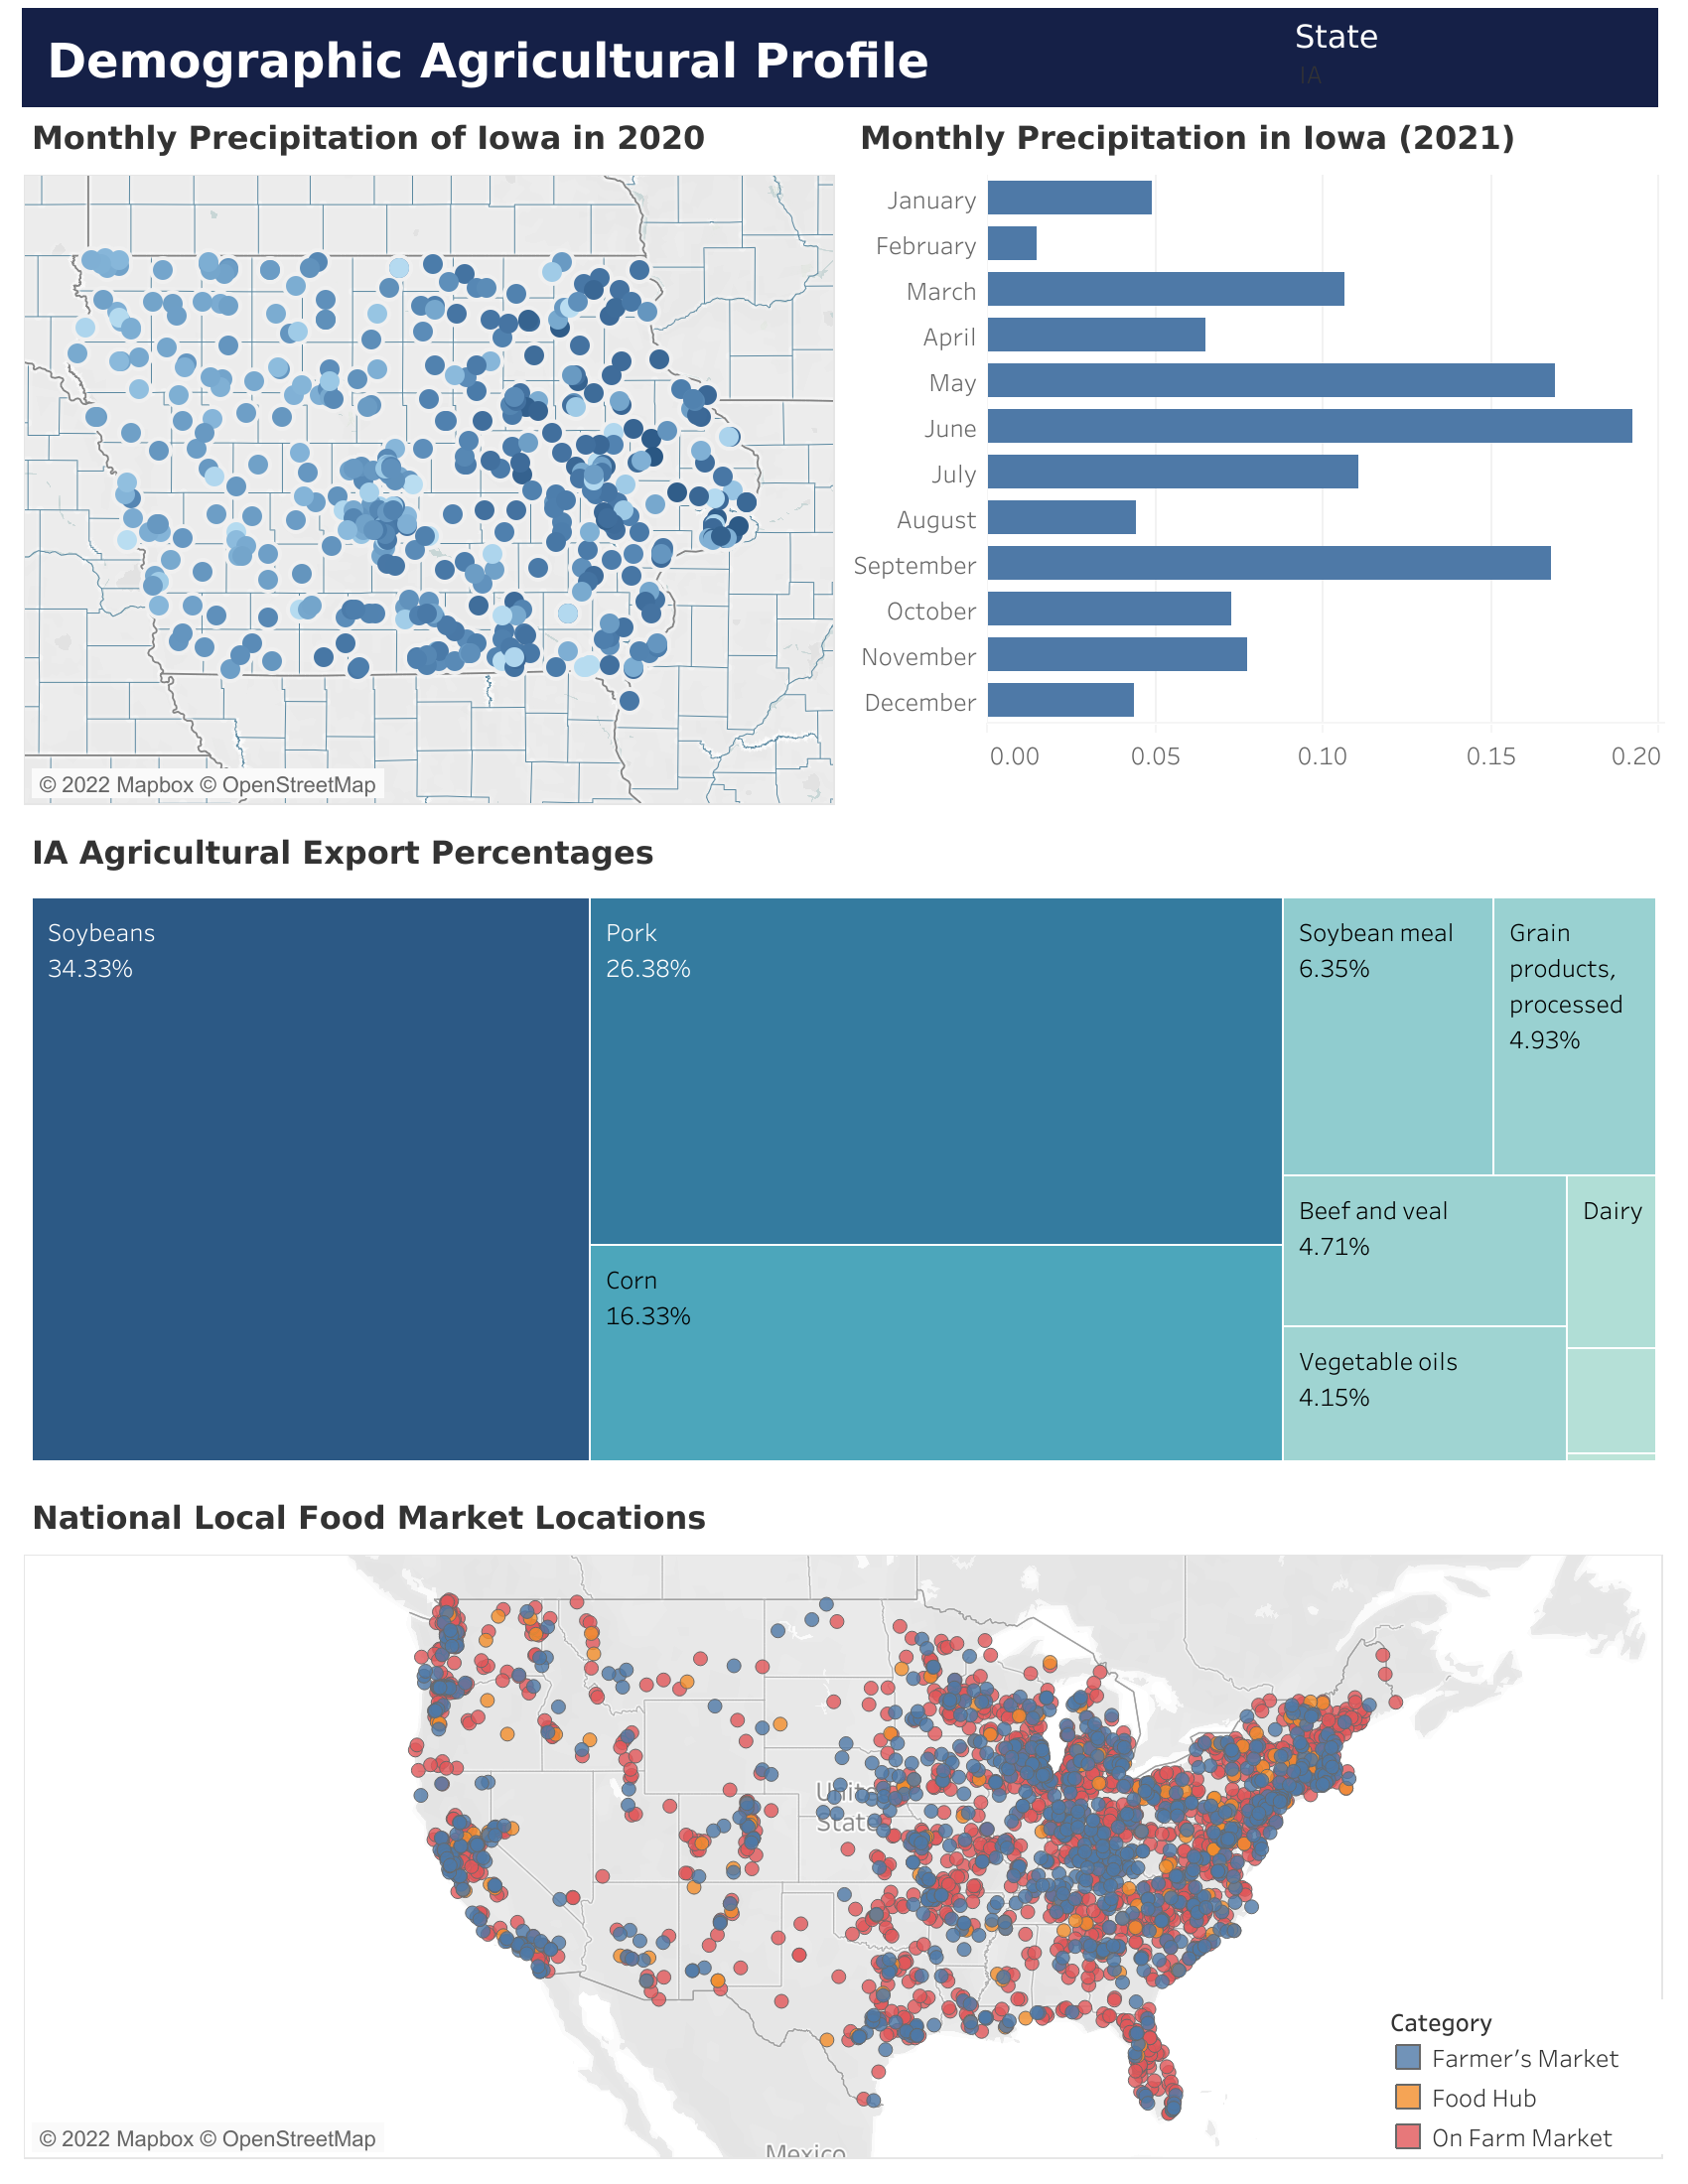 Demographic Agricultural Profile
State
IA
Monthly Precipitation of Iowa in 2020
© 2022 Mapbox © OpenStreetMap
Monthly Precipitation in Iowa (2021)
January
February
March
April
May
June
July
August
September
October
November
December
0.00 0.05 0.10 0.15 0.20
IA Agricultural Export Percentages
Soybeans
34.33%
Pork
26.38%
Corn
16.33%
Soybean meal
6.35%
Grain
products,
processed
4.93%
Beef and veal
4.71%
Vegetable oils
4.15%
Dairy
National Local Food Market Locations
United
States
Mexico
© 2022 Mapbox © OpenStreetMap
Category
Farmer’s Market
Food Hub
On Farm Market